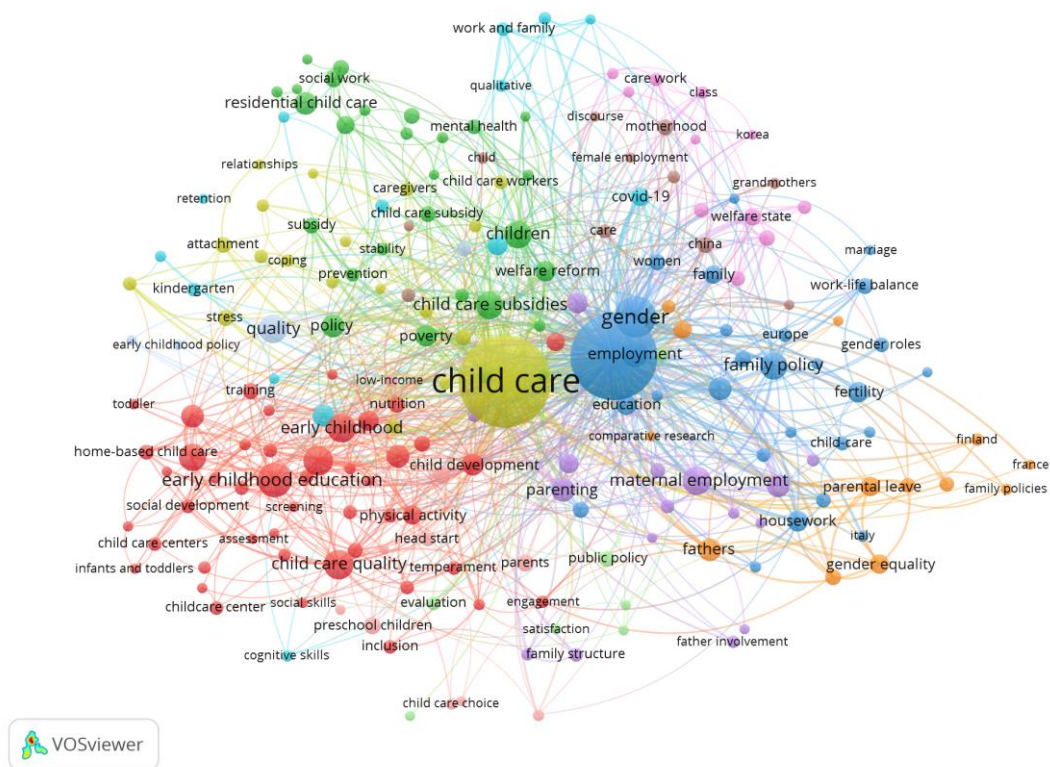 work and family
social work
residential child care
qualitative
care work
class
discourse
mental health
motherhood
korea
child
female employment
relationships
caregivers
child care workers
grandmothers
retention
covid-19
child care subsidy
welfare state
subsidy
children
care
attachment
stability
china
marriage
coping
women
prevention
welfare reform
family
work-life balance
kindergarten
child care subsidies
gender
stress
quality
policy
europe
early childhood policy
poverty
gender roles
employment
family policy
low-income
child care
training
fertility
toddler
nutrition
education
early childhood
comparative research
finland
home-based child care
child-care
child development
france
early childhood education
maternal employment
parenting
parental leave
family policies
social development
screening
physical activity
housework
italy
child care centers
assessment
head start
fathers
public policy
child care quality
parents
gender equality
infants and toddlers
temperament
childcare center
social skills
evaluation
engagement
preschool children
satisfaction
inclusion
father involvement
cognitive skills
family structure
child care choice
VOSviewer